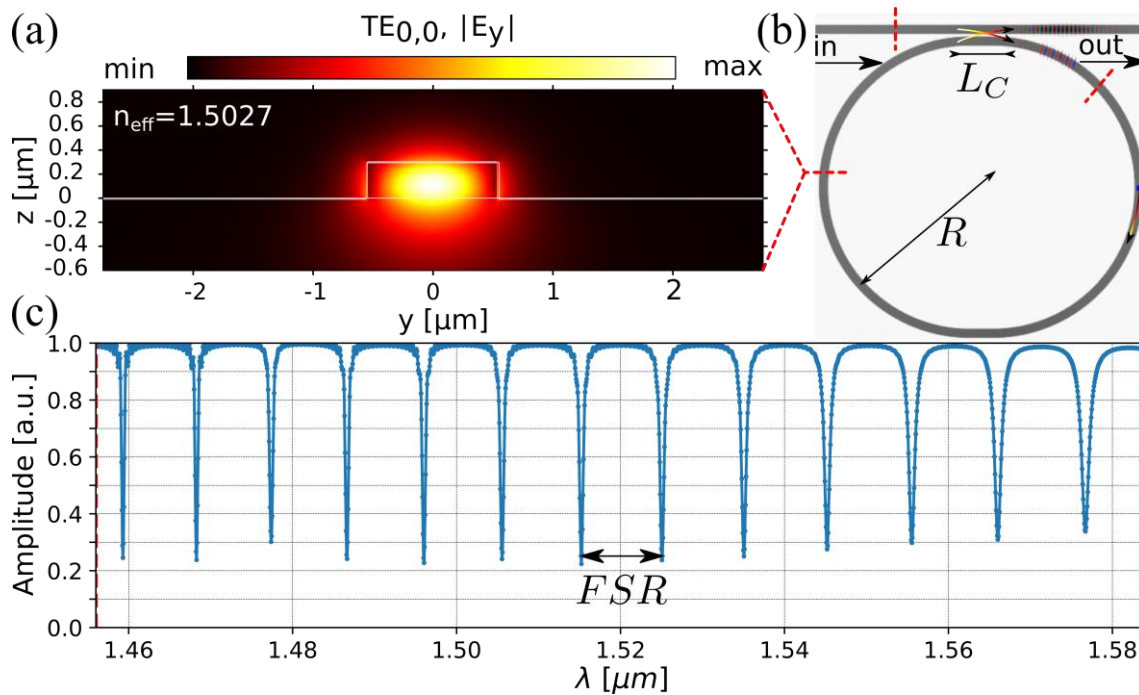 (a)
TE0,0, |Ey|
min
max
neff=1.5027
0.8
0.6
0.4
0.2
0
-0.2
-0.4
-0.6
z [μm]
-2
-1
0
1
2
y [μm]
(b)
in
out
LC
R
(c)
1.0
0.8
0.6
0.4
0.2
0.0
Amplitude [a.u.]
FSR
1.46
1.48
1.50
1.52
1.54
1.56
1.58
λ [μm]